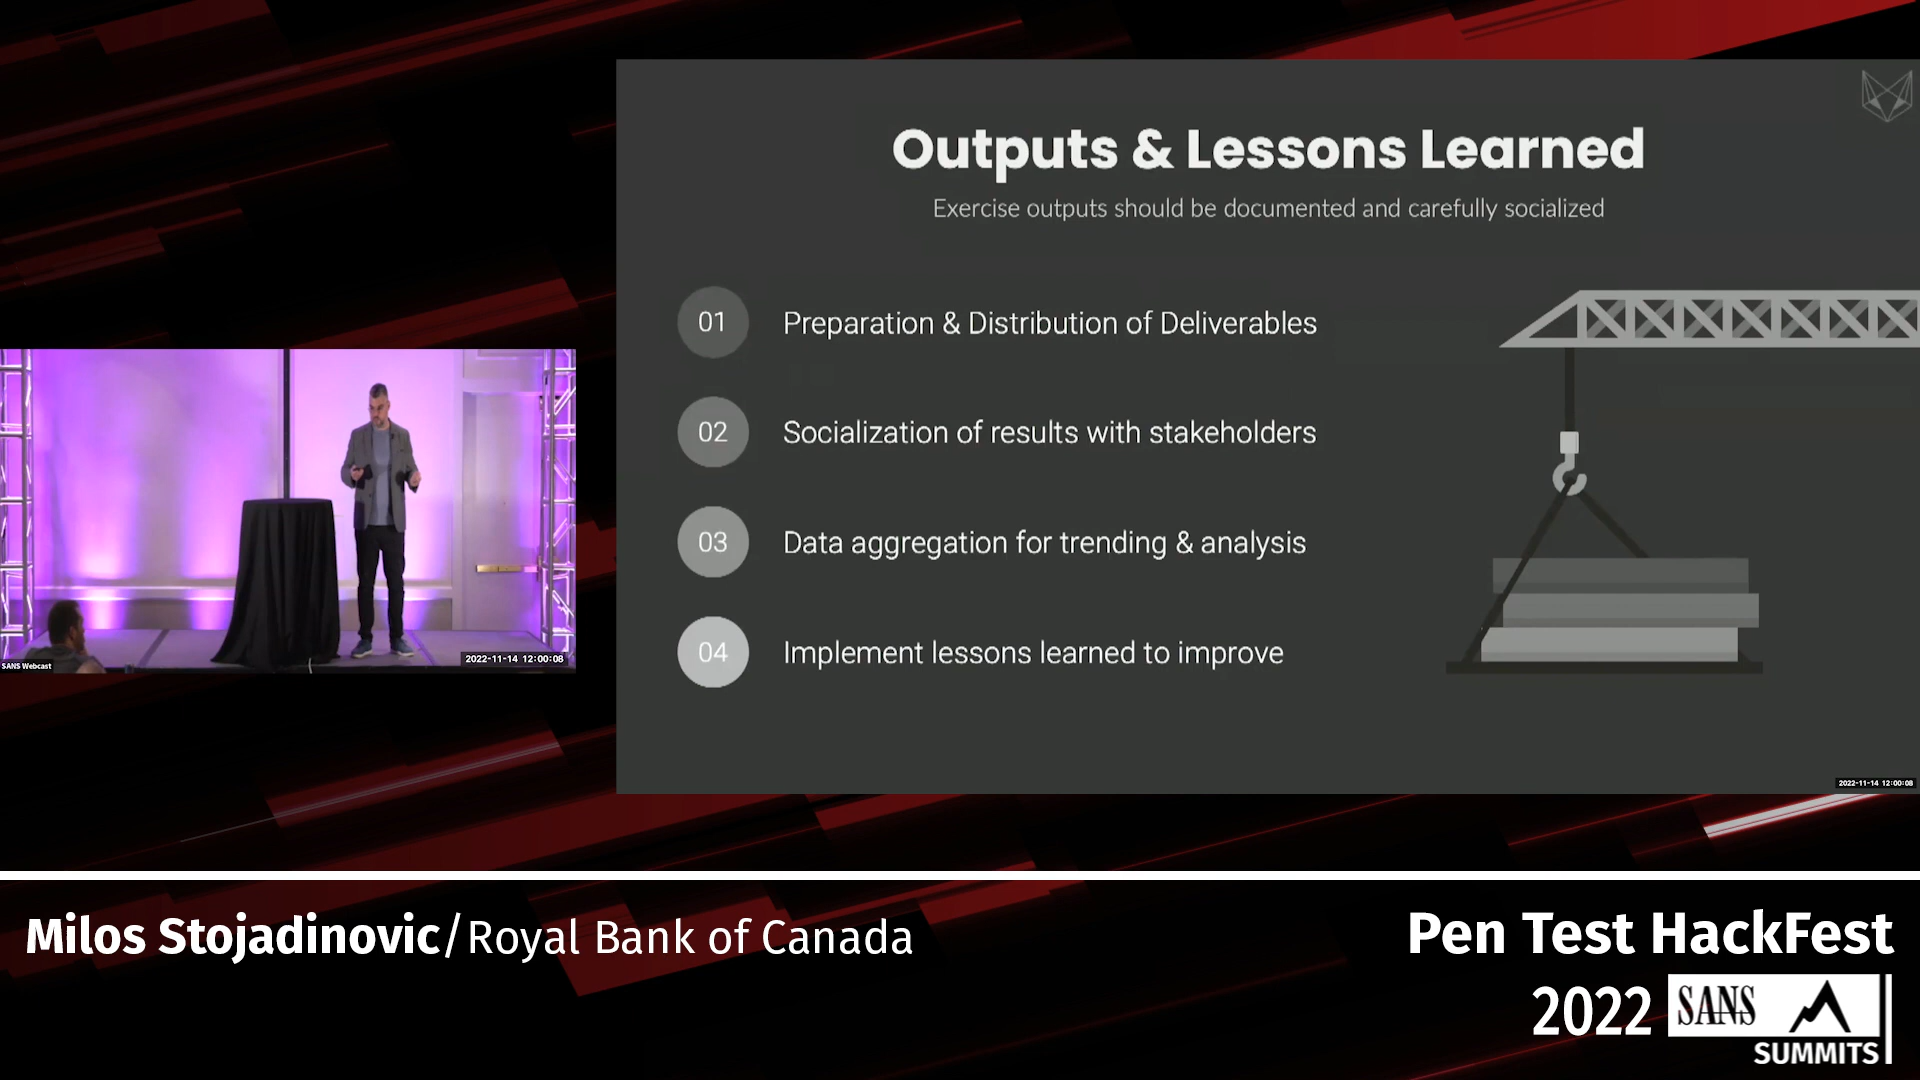 Outputs & Lessons Learned
Exercise outputs should be documented and carefully socialized
01 Preparation & Distribution of Deliverables
02 Socialization of results with stakeholders
03 Data aggregation for trending & analysis
04 Implement lessons learned to improve
2022-11-14 12:00:08
SANS Webcast
2022-11-14 12:00:08
Milos Stojadinovic/Royal Bank of Canada
Pen Test HackFest
2022 SANS
SUMMITS